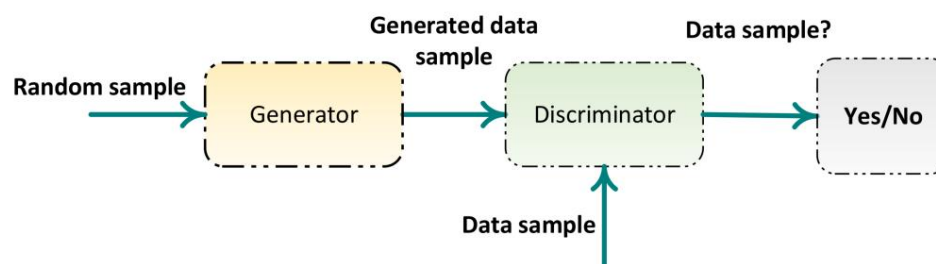 Generated data
sample
Data sample?
Random sample
Generator
Discriminator
Yes/No
Data sample